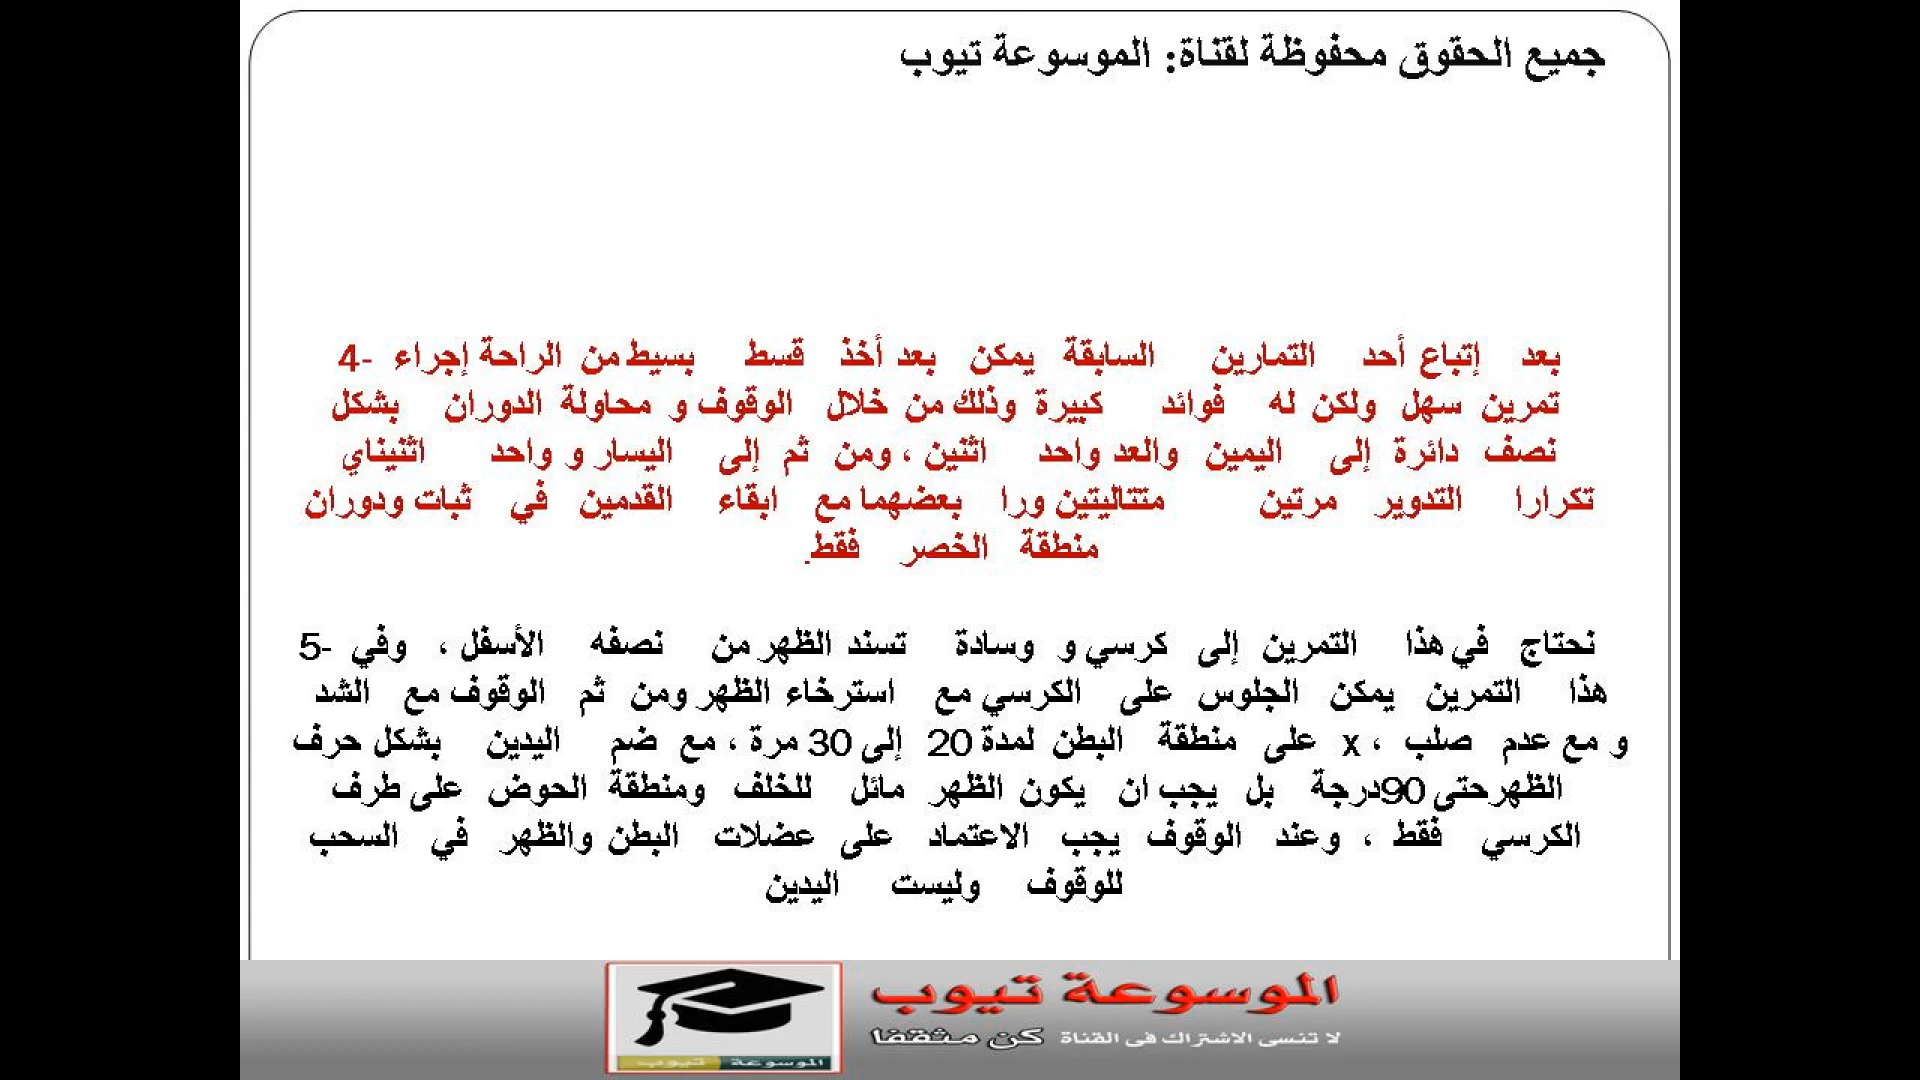 جميع الحقوق محفوظة لقناة: الموسوعة تيوب
بعد إتباع أحد التمارين السابقة يمكن بعد أخذ قسط بسيط من الراحة إجراء -4
تمرين سهل ولكن له فوائد كبيرة وذلك من خلال الوقوف و محاولة الدوران بشكل
نصف دائرة إلى اليمين والعد واحد اثنين ، ومن ثم إلى اليسار و واحد اثنيناي
تكرارا التدوير مرتين متتاليتين ورا بعضهما مع ابقاء القدمين في ثبات ودوران
منطقة الخصر فقط.
نحتاج في هذا التمرين إلى كرسي و وسادة تسند الظهر من نصفه الأسفل ، وفي -5
هذا التمرين يمكن الجلوس على الكرسي مع استرخاء الظهر ومن ثم الوقوف مع الشد
و مع عدم صلب ، x على منطقة البطن لمدة 20 إلى 30 مرة ، مع ضم اليدين بشكل حرف
الظهرحتى 90درجة بل يجب ان يكون الظهر مائل للخلف ومنطقة الحوض على طرف
الكرسي فقط ، وعند الوقوف يجب الاعتماد على عضلات البطن والظهر في السحب
للوقوف وليست اليدين
الموسوعة تيوب
لا تنسى الاشتراك فى القناة كن مثقفا
الموسوعة تيوب